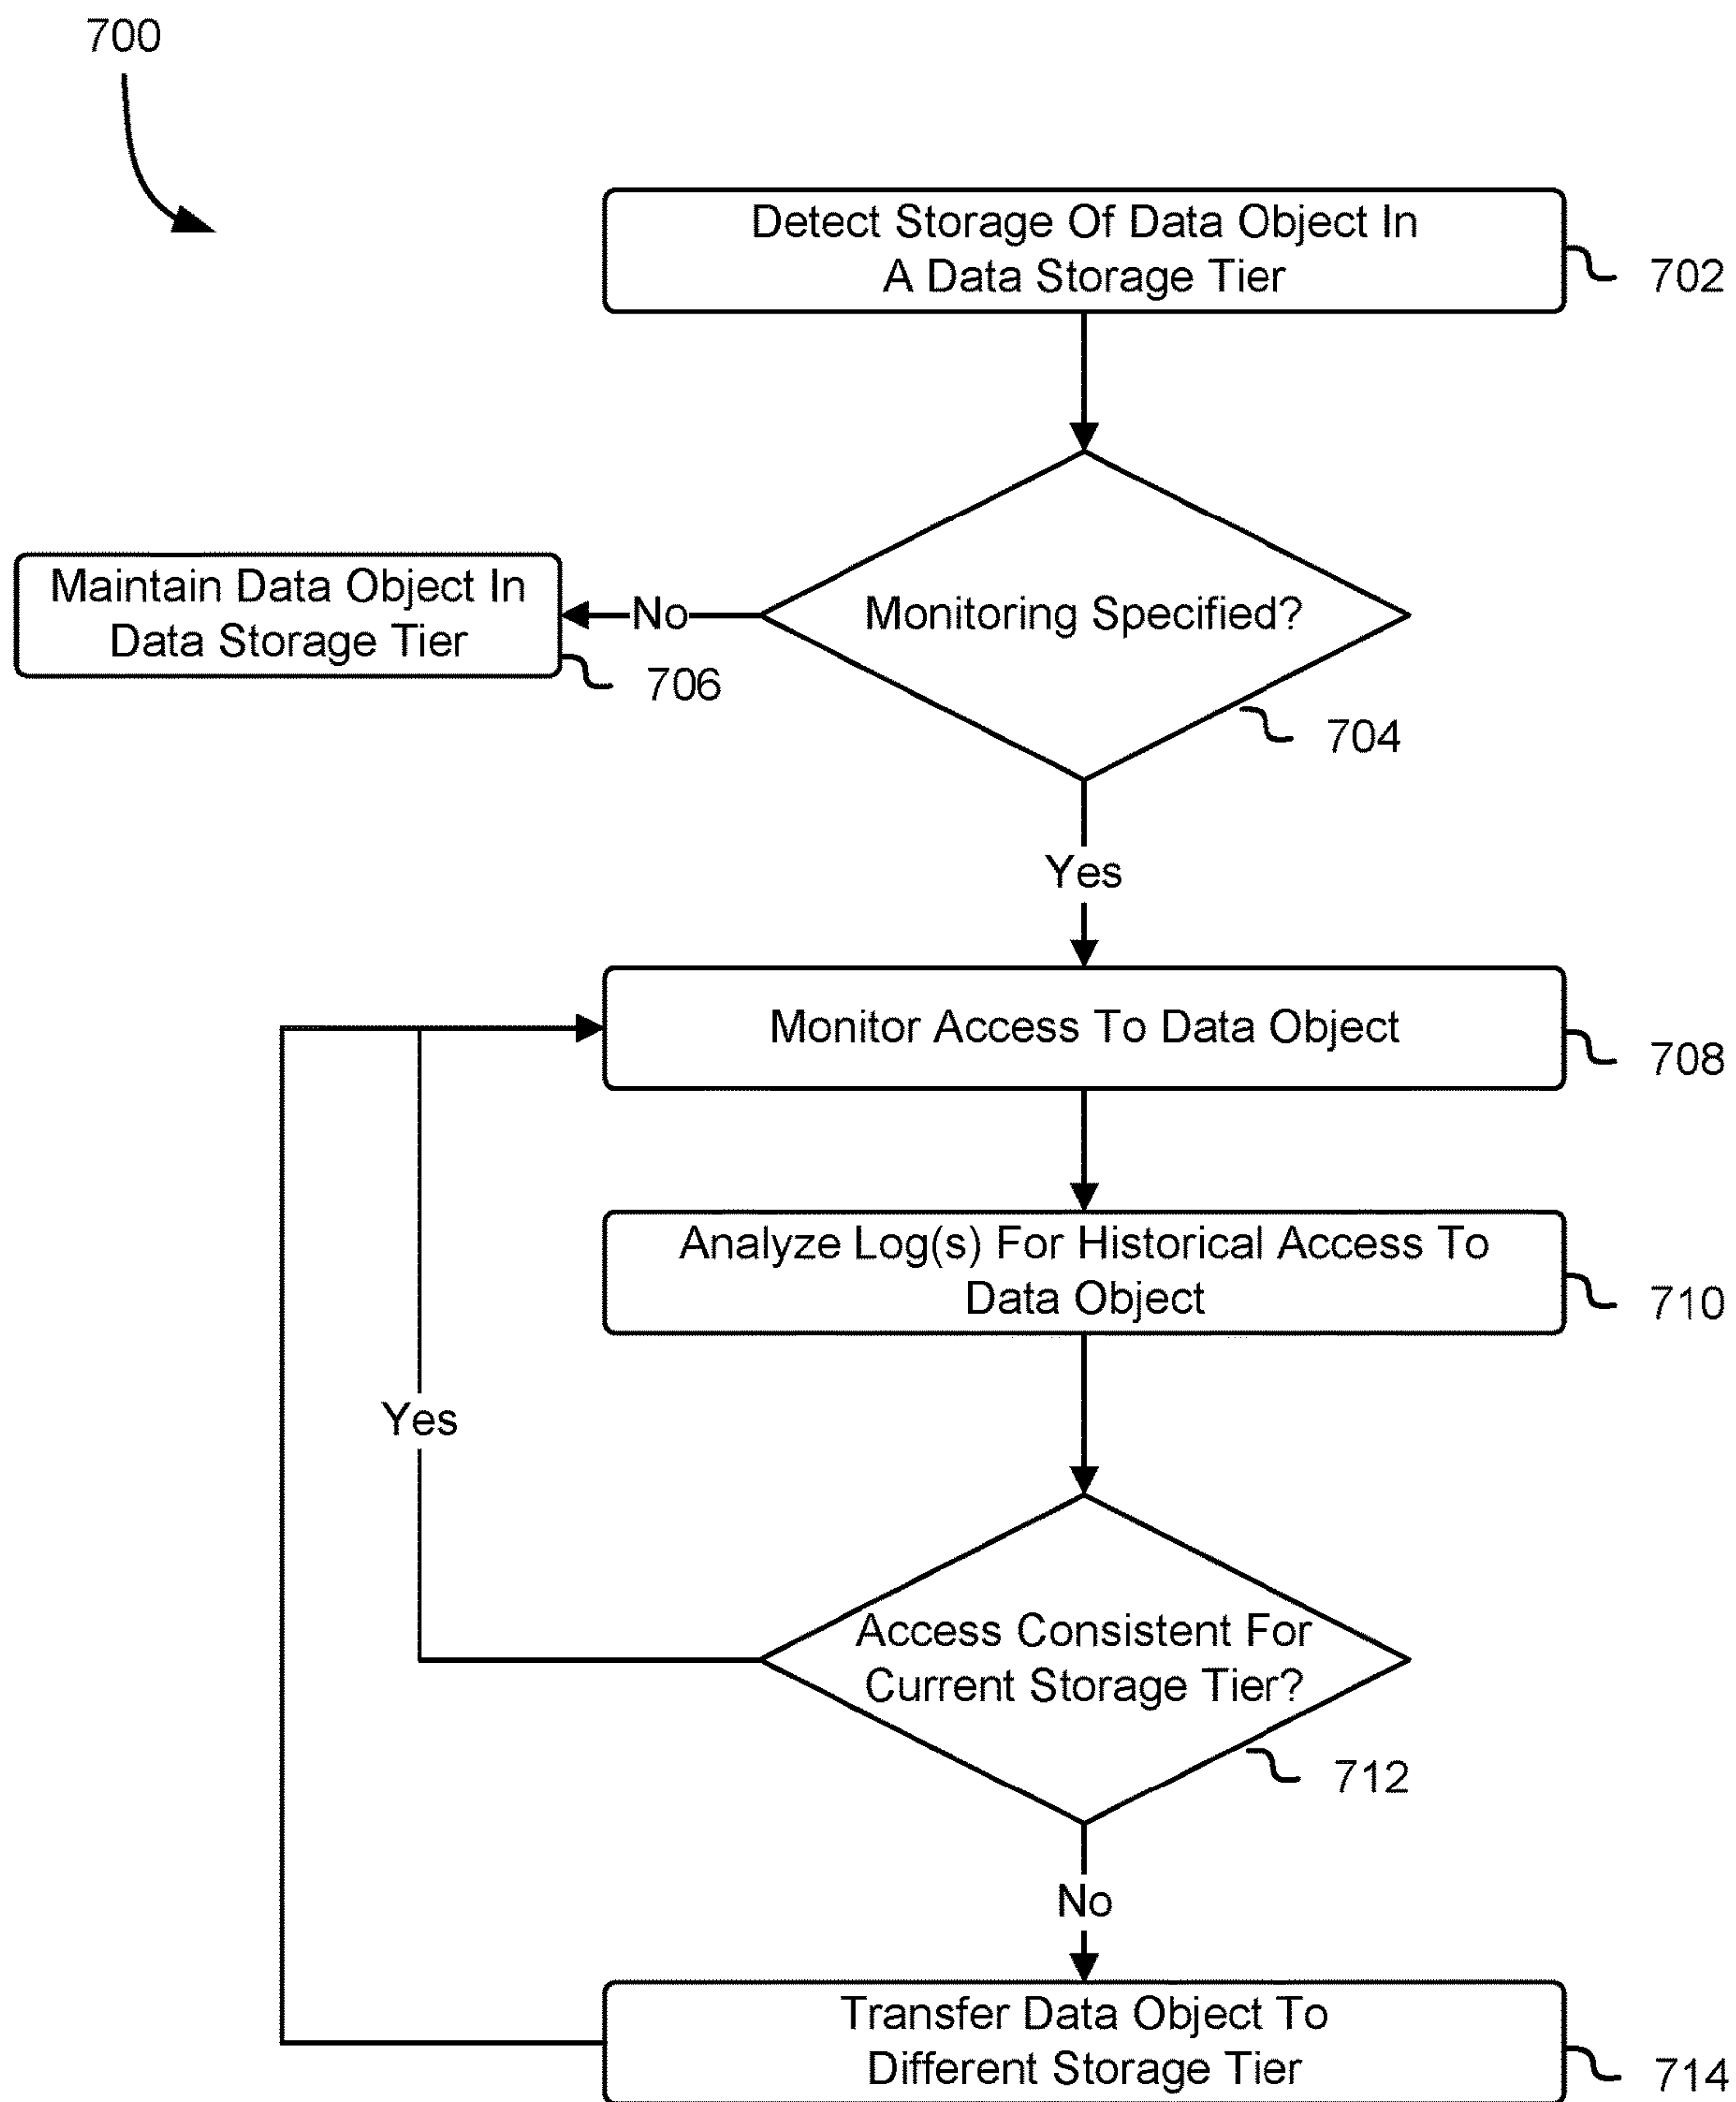 700
Detect Storage Of Data Object In
A Data Storage Tier
702
Monitoring Specified?
704
No
Maintain Data Object In
Data Storage Tier
706
Yes
Monitor Access To Data Object
708
Analyze Log(s) For Historical Access To
Data Object
710
Yes
Access Consistent For
Current Storage Tier?
712
No
Transfer Data Object To
Different Storage Tier
714